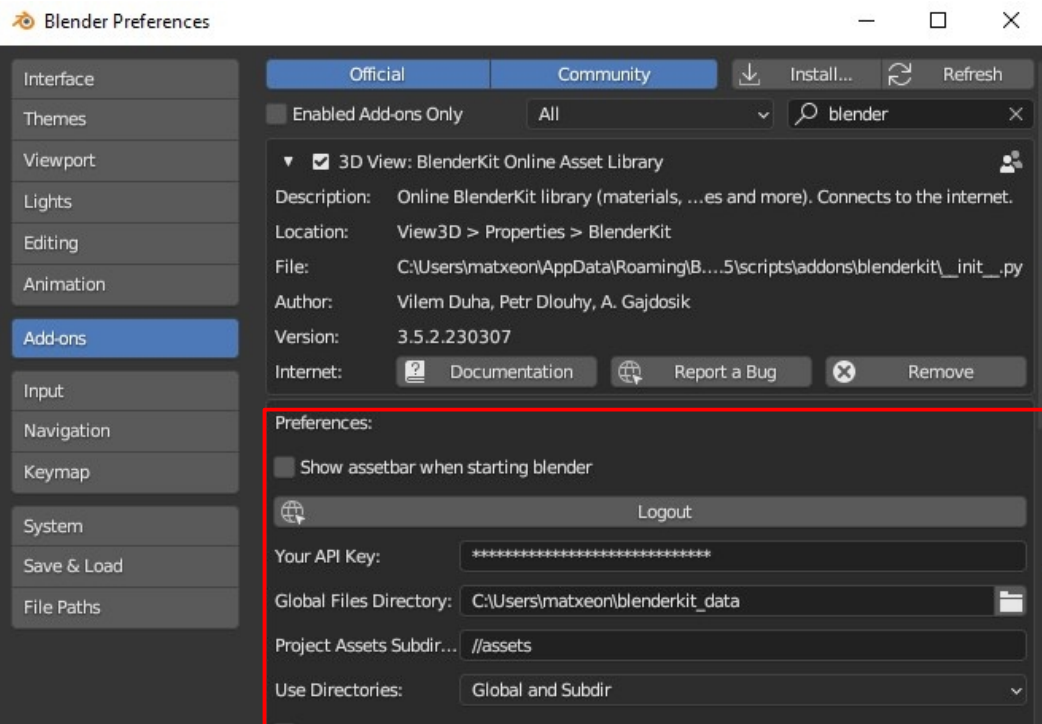 Blender Preferences
Interface
Themes
Viewport
Lights
Editing
Animation
Add-ons
Input
Navigation
Keymap
System
Save & Load
File Paths
Official Community Install... Refresh
Enabled Add-ons Only All blender
3D View: BlenderKit Online Asset Library
Description: Online BlenderKit library (materials, ...es and more). Connects to the internet.
Location: View3D > Properties > BlenderKit
File: C:\Users\matxeon\AppData\Roaming\B....5\scripts\addons\blenderkit\__init__.py
Author: Vilem Duha, Petr Dlouhy, A. Gajdosik
Version: 3.5.2.230307
Internet: Documentation Report a Bug Remove
Preferences:
Show assetbar when starting blender
Logout
Your API Key: ******************************
Global Files Directory: C:\Users\matxeon\blenderkit_data
Project Assets Subdir... //assets
Use Directories: Global and Subdir